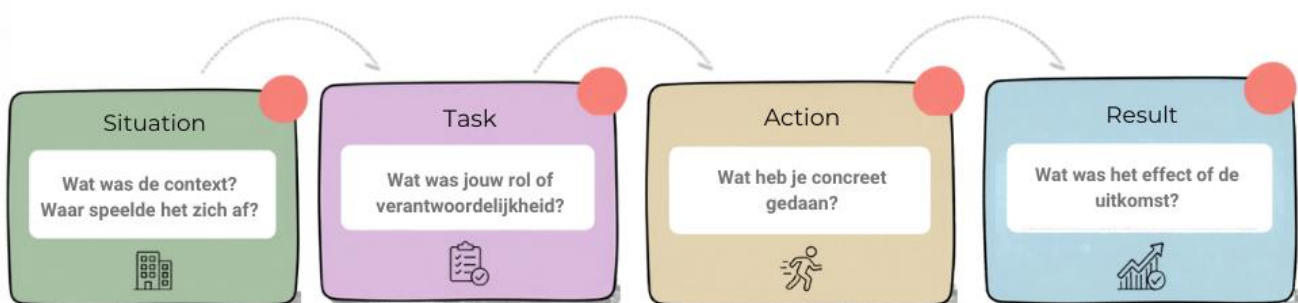 Situation
Wat was de context?
Waar speelde het zich af?
Task
Wat was jouw rol of
verantwoordelijkheid?
Action
Wat heb je concreet
gedaan?
Result
Wat was het effect of de
uitkomst?